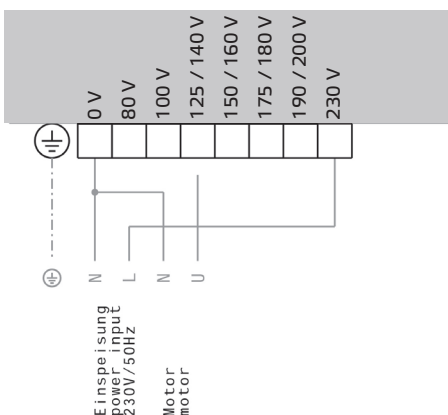 0 V
80 V
100 V
125 / 140 V
150 / 160 V
175 / 180 V
190 / 200 V
230 V
N
L
N
U
Einspeisung
power input
230V/50Hz
Motor
motor